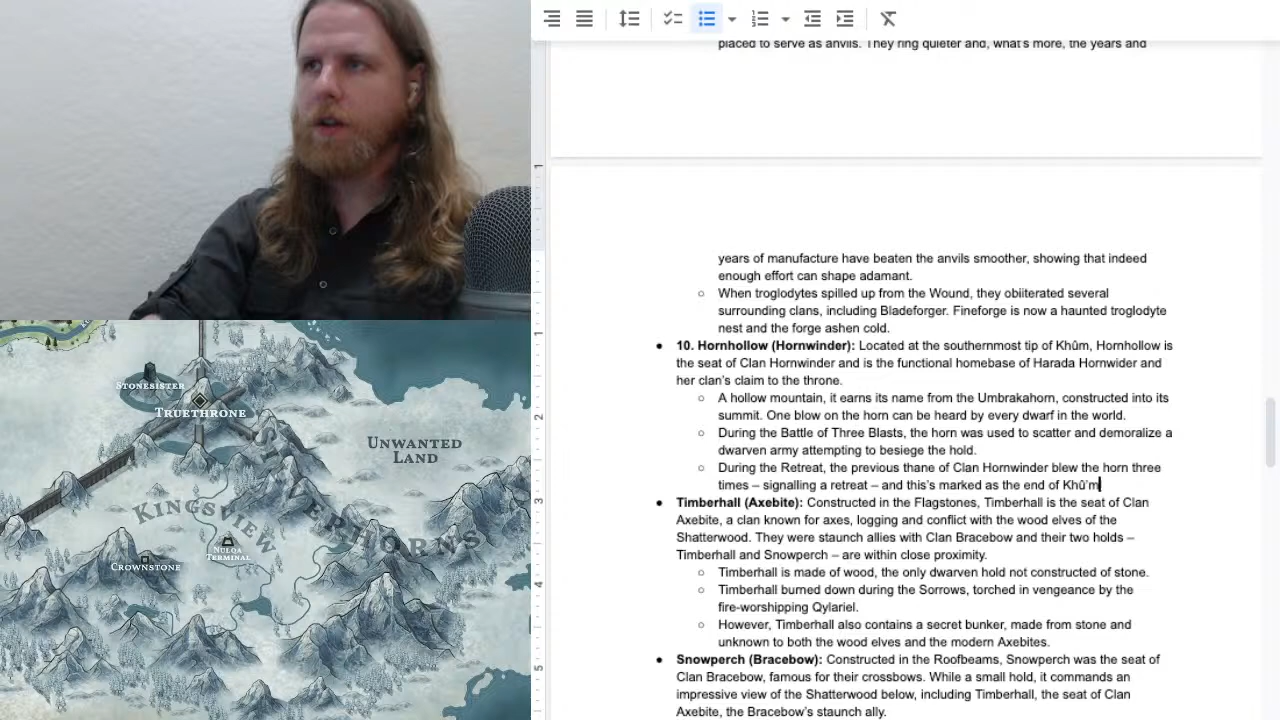 placed to serve as anvils. They ring quieter and, what's more, the years and
years of manufacture have beaten the anvils smoother, showing that indeed
enough effort can shape adamant.
○ When troglodytes spilled up from the Wound, they obliterated several
surrounding clans, including Bladeforger. Fineforge is now a haunted troglodyte
nest and the forge ashen cold.
● 10. Hornhollow (Hornwinder): Located at the southernmost tip of Khûm, Hornhollow is
the seat of Clan Hornwinder and is the functional homebase of Harada Hornwider and
her clan's claim to the throne.
○ A hollow mountain, it earns its name from the Umbrakahorn, constructed into its
summit. One blow on the horn can be heard by every dwarf in the world.
○ During the Battle of Three Blasts, the horn was used to scatter and demoralize a
dwarven army attempting to besiege the hold.
○ During the Retreat, the previous thane of Clan Hornwinder blew the horn three
times – signalling a retreat – and this's marked as the end of Khû'm
● Timberhall (Axebite): Constructed in the Flagstones, Timberhall is the seat of Clan
Axebite, a clan known for axes, logging and conflict with the wood elves of the
Shatterwood. They were staunch allies with Clan Bracebow and their two holds –
Timberhall and Snowperch – are within close proximity.
○ Timberhall is made of wood, the only dwarven hold not constructed of stone.
○ Timberhall burned down during the Sorrows, torched in vengeance by the
fire-worshipping Qylariel.
○ However, Timberhall also contains a secret bunker, made from stone and
unknown to both the wood elves and the modern Axebites.
● Snowperch (Bracebow): Constructed in the Roofbeams, Snowperch was the seat of
Clan Bracebow, famous for their crossbows. While a small hold, it commands an
impressive view of the Shatterwood below, including Timberhall, the seat of Clan
Axebite, the Bracebow's staunch ally.
1
1
2
3
4
5
STONESISTER
TRUETHRONE
UNWANTED
LAND
KINGSVIEW
NULOA
TERMINAL
CROWNSTONE